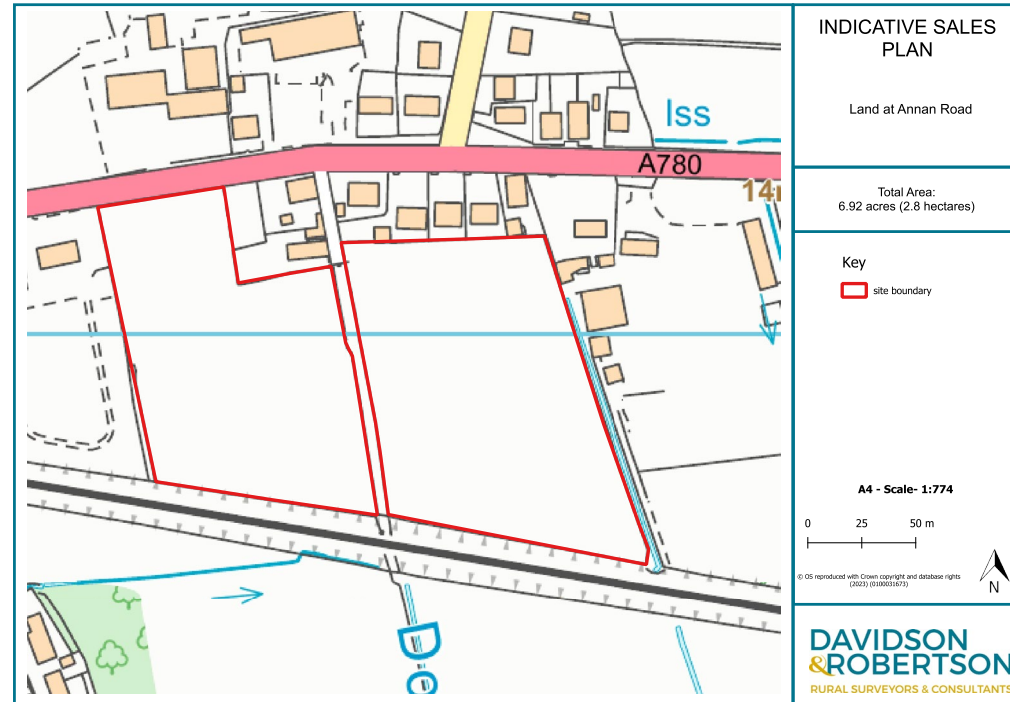 Iss
A780
INDICATIVE SALES
PLAN
Land at Annan Road
Total Area:
6.92 acres (2.8 hectares)
Key
site boundary
A4 - Scale- 1:774
0 25 50 m
© OS reproduced with Crown copyright and database rights
(2023) (0100031673)
N
DAVIDSON
&ROBERTSON
RURAL SURVEYORS & CONSULTANTS